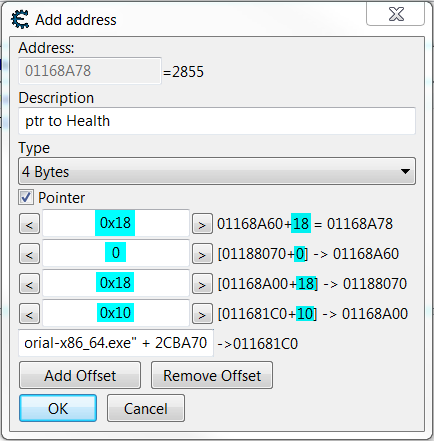 Add address
Address:
01168A78 =2855
Description
ptr to Health
Type
4 Bytes
Pointer
< 0x18 > 01168A60+18 = 01168A78
< 0 > [01188070+0] -> 01168A60
< 0x18 > [01168A00+18] -> 01188070
< 0x10 > [011681C0+10] -> 01168A00
orial-x86_64.exe" + 2CBA70 ->011681C0
Add Offset Remove Offset
OK Cancel